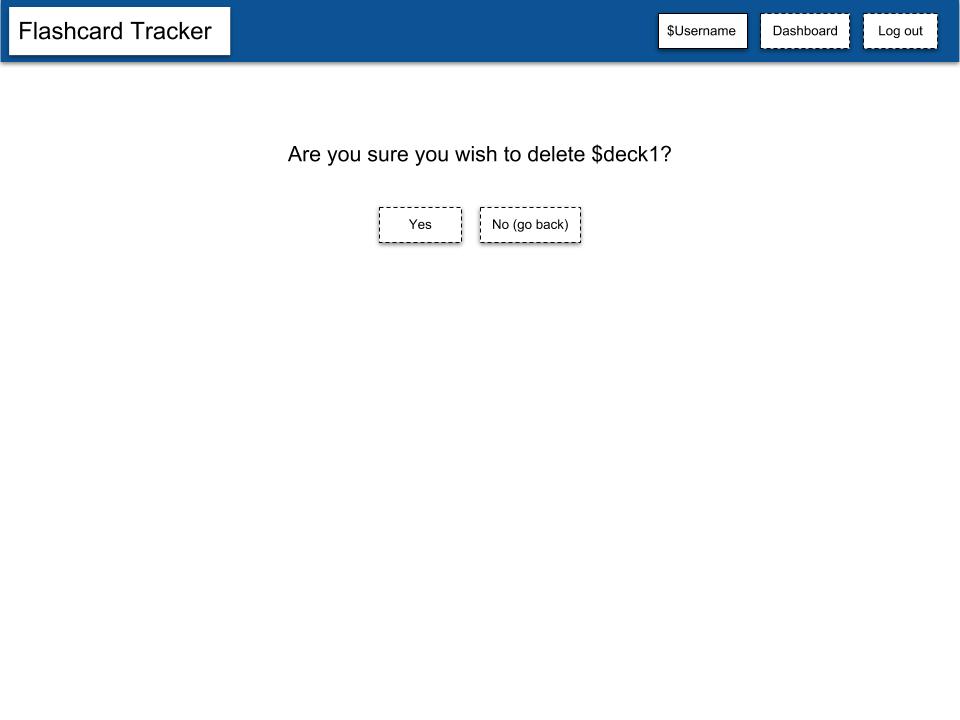 Flashcard Tracker
$Username
Dashboard
Log out
Are you sure you wish to delete $deck1?
Yes
No (go back)